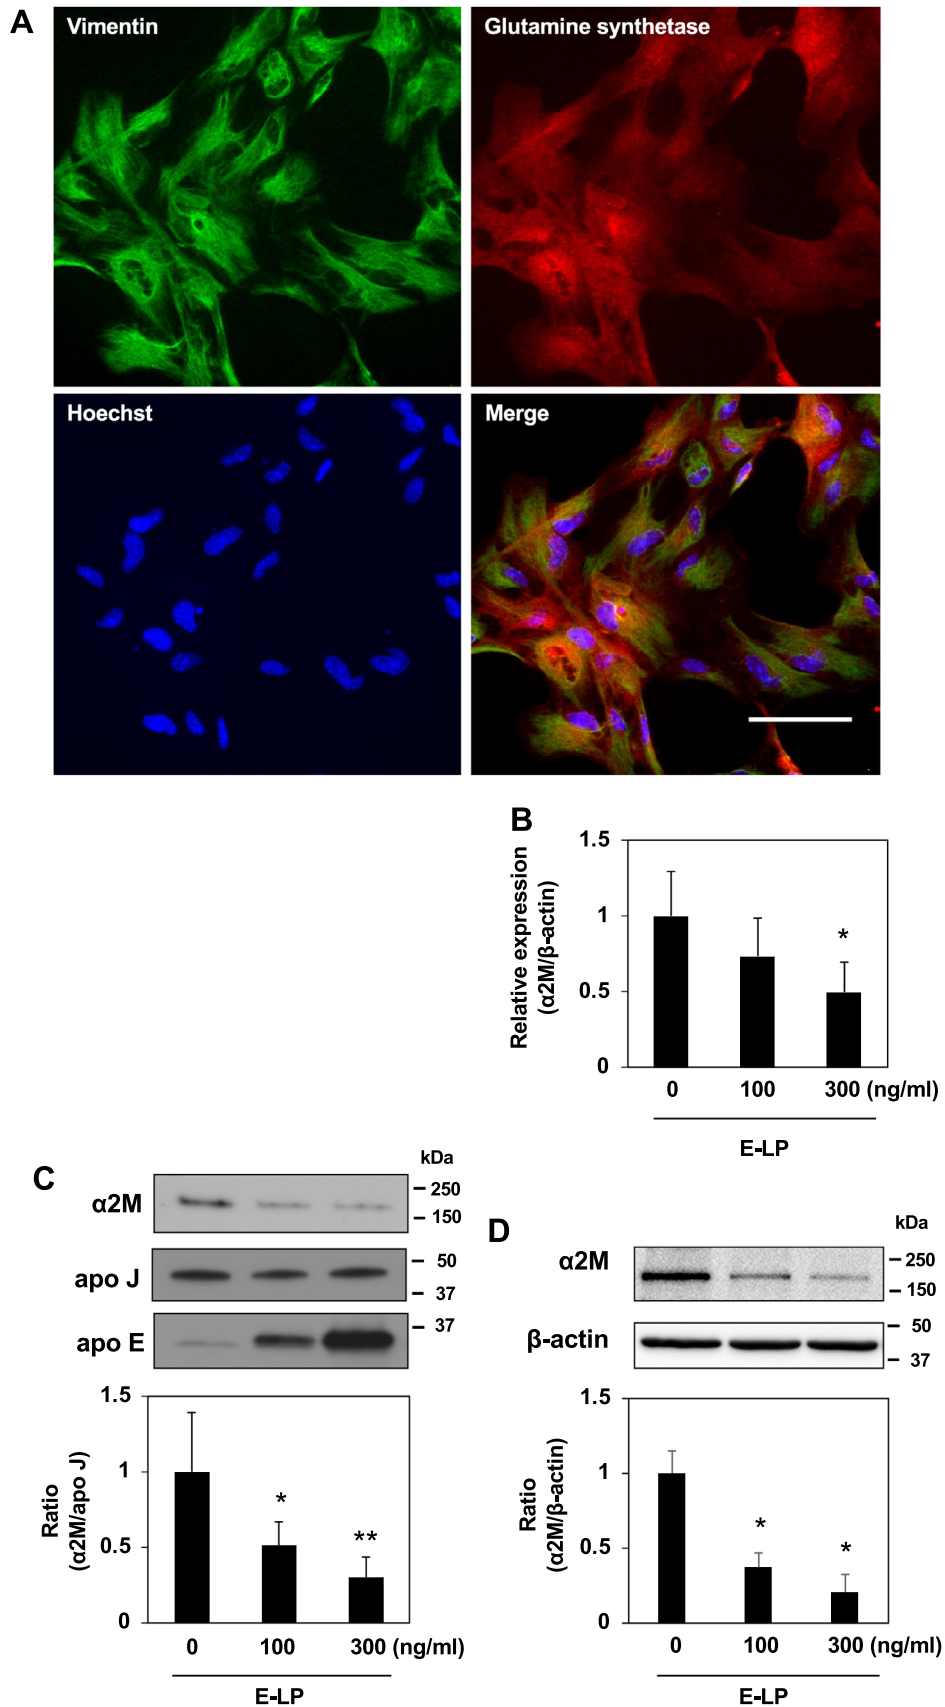 A
Vimentin
Glutamine synthetase
Hoechst
Merge
B
Relative expression
(α2M/β-actin)
1.5
1
0.5
0
*
0 100 300 (ng/ml)
E-LP
C
kDa
α2M
250
150
apo J
50
37
apo E
37
Ratio
(α2M/apo J)
1.5
1
0.5
0
*
**
0 100 300 (ng/ml)
E-LP
D
kDa
α2M
250
150
β-actin
50
37
Ratio
(α2M/β-actin)
1.5
1
0.5
0
*
*
0 100 300 (ng/ml)
E-LP